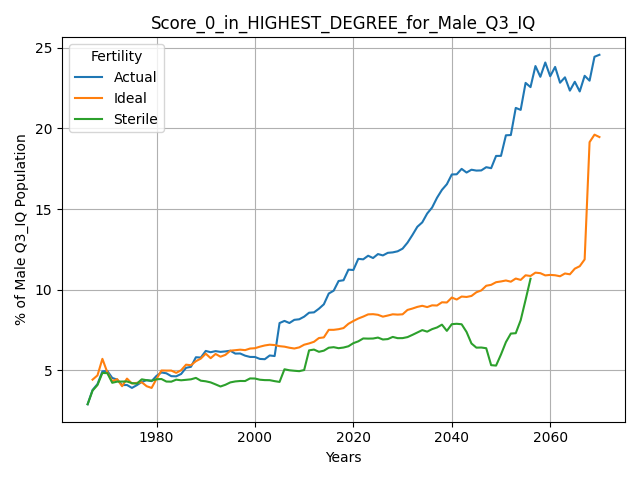 Score_0_in_HIGHEST_DEGREE_for_Male_Q3_IQ
Fertility
Actual
Ideal
Sterile
% of Male Q3_IQ Population
25
20
15
10
5
1980
2000
2020
2040
2060
Years